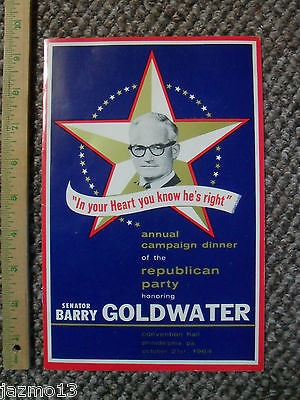 "In your Heart you know he's right"
annual
campaign dinner
of the
republican
party
honoring
SENATOR
BARRY GOLDWATER
convention hall
philadelphia pa.
october 21st, 1964
jazmo13